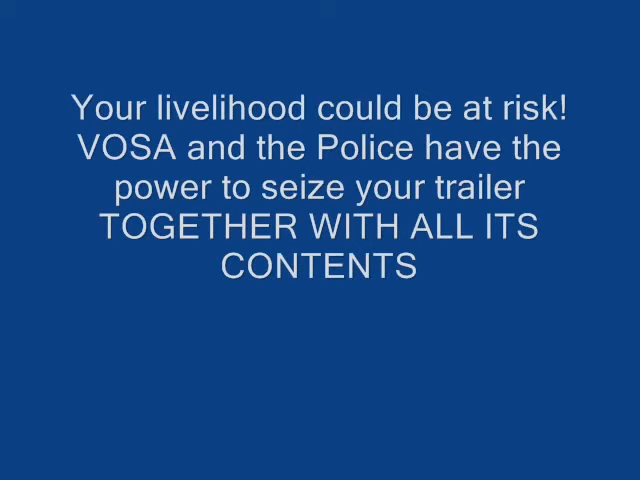 Your livelihood could be at risk!
VOSA and the Police have the
power to seize your trailer
TOGETHER WITH ALL ITS
CONTENTS